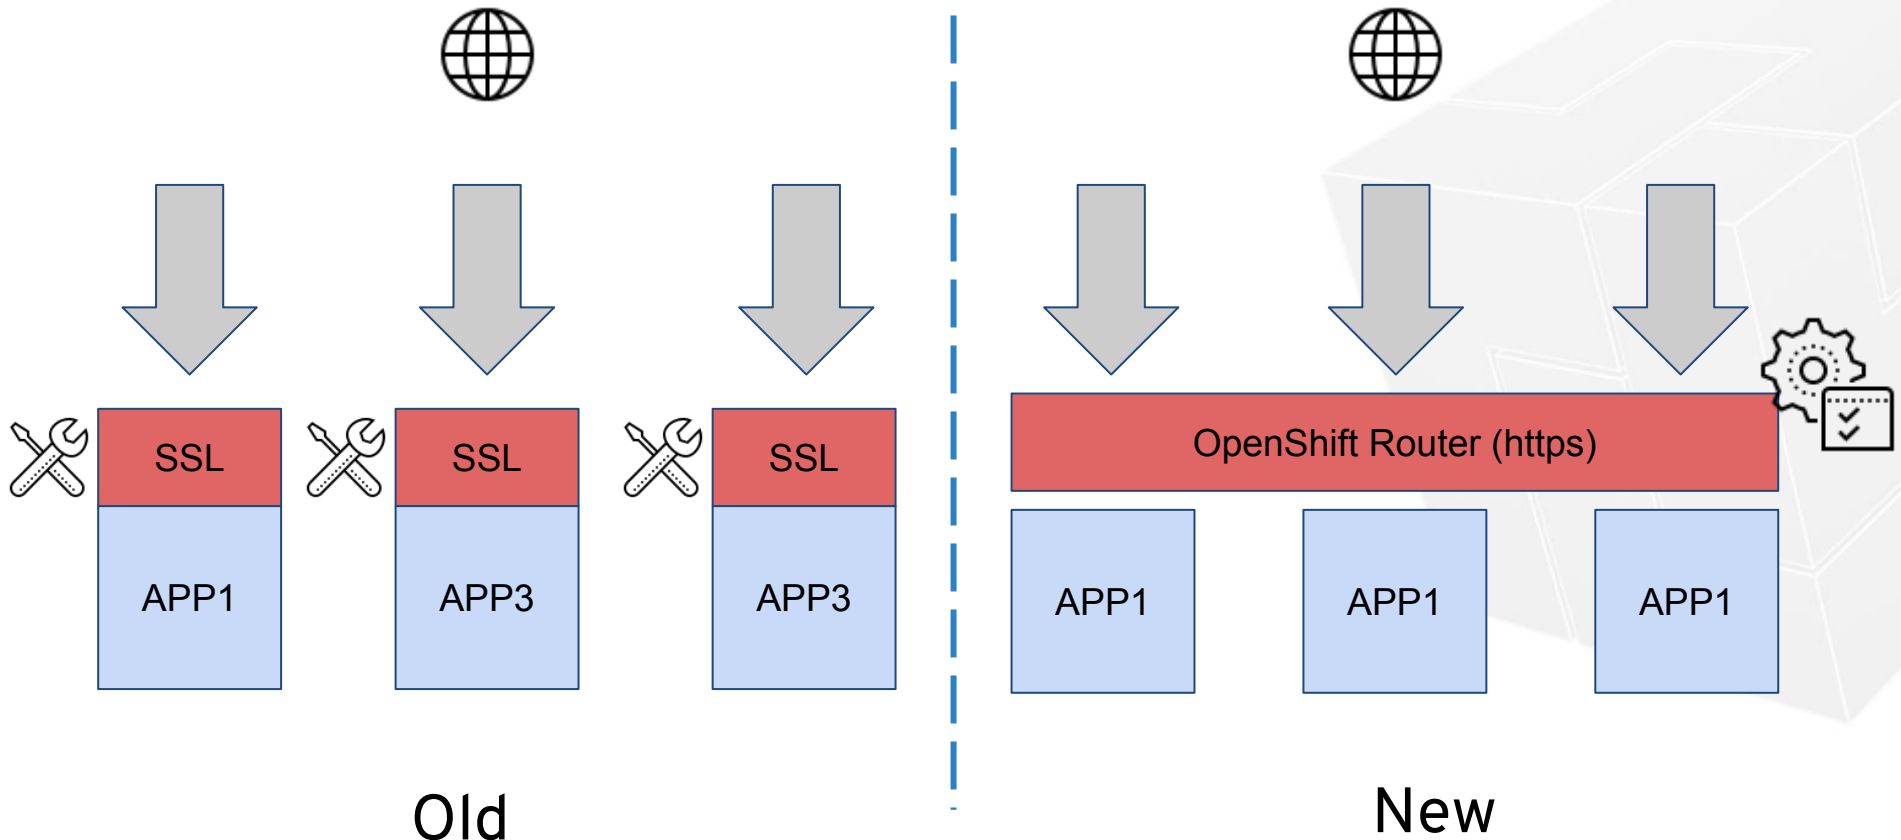 SSL
SSL
SSL
APP1
APP3
APP3
Old
OpenShift Router (https)
APP1
APP1
APP1
New